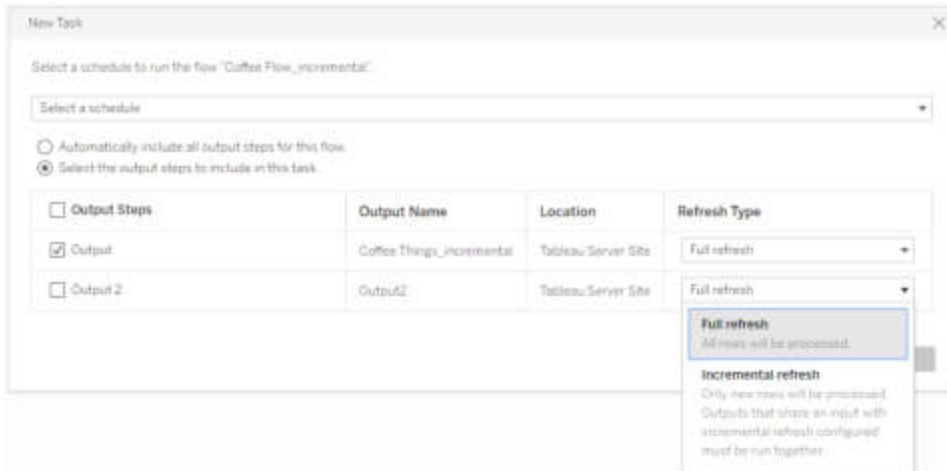 New Task
Select a schedule to run the flow "Coffee Flow_incremental".
Select a schedule
Automatically include all output steps for this flow.
Select the output steps to include in this task.
Output Steps Output Name Location Refresh Type
Output Coffee Things_incremental Tableau Server Site Full refresh
Output 2 Output2 Tableau Server Site Full refresh
Full refresh
All rows will be processed.
Incremental refresh
Only new rows will be processed.
Outputs that share an input with
incremental refresh configured
must be run together